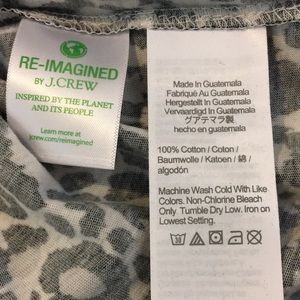 RE-IMAGINED
BY J.CREW
INSPIRED BY THE PLANET
AND ITS PEOPLE
Learn more at
jcrew.com/reimagined
Made In Guatemala
Fabriqué Au Guatemala
Hergestellt In Guatemala
Vervaardigd In Guatemala
グアテマラ製
hecho en guatemala
100% Cotton / Coton /
Baumwolle / Katoen / 綿 /
algodón
Machine Wash Cold With Like
Colors. Non-Chlorine Bleach
Only Tumble Dry Low. Iron on
Lowest Setting.